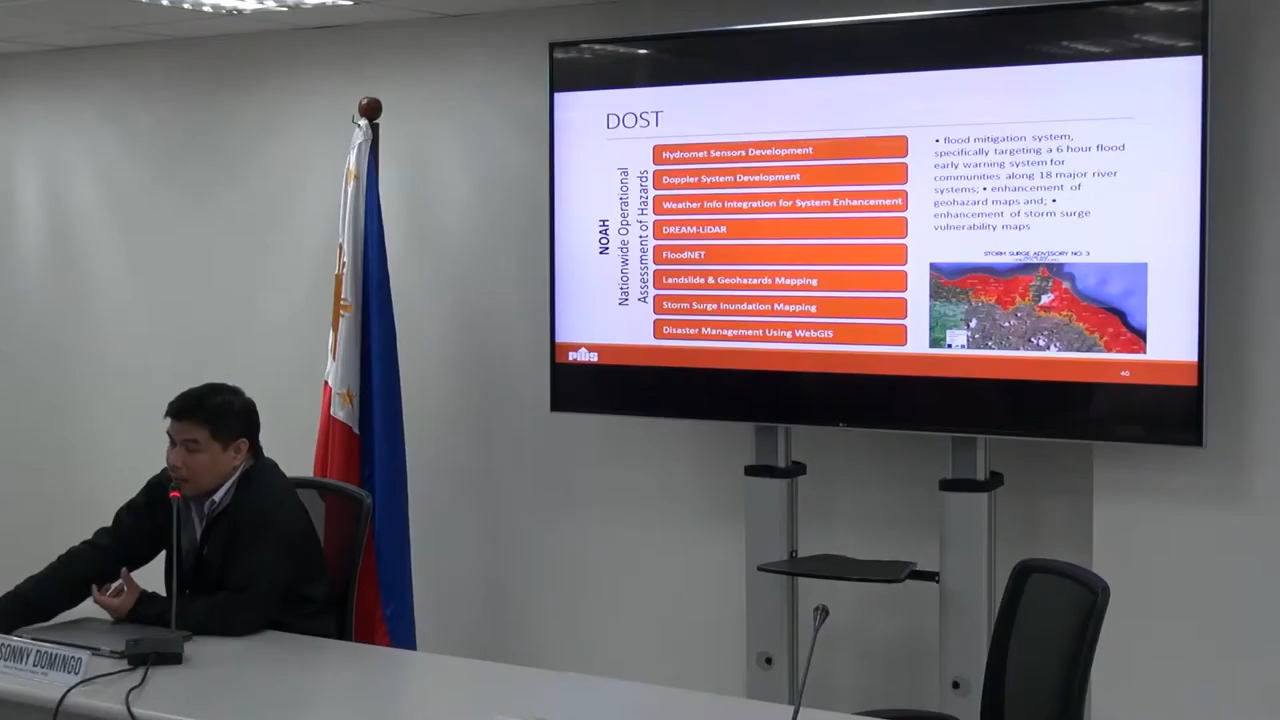 DOST
NOAH
Nationwide Operational
Assessment of Hazards
Hydromet Sensors Development
Doppler System Development
Weather Info Integration for System Enhancement
DREAM-LiDAR
FloodNET
Landslide & Geohazards Mapping
Storm Surge Inundation Mapping
Disaster Management Using WebGIS
• flood mitigation system,
specifically targeting a 6 hour flood
early warning system for
communities along 18 major river
systems; • enhancement of
geohazard maps and; •
enhancement of storm surge
vulnerability maps
STORM SURGE ADVISORY NO. 3
40
SONNY DOMINGO